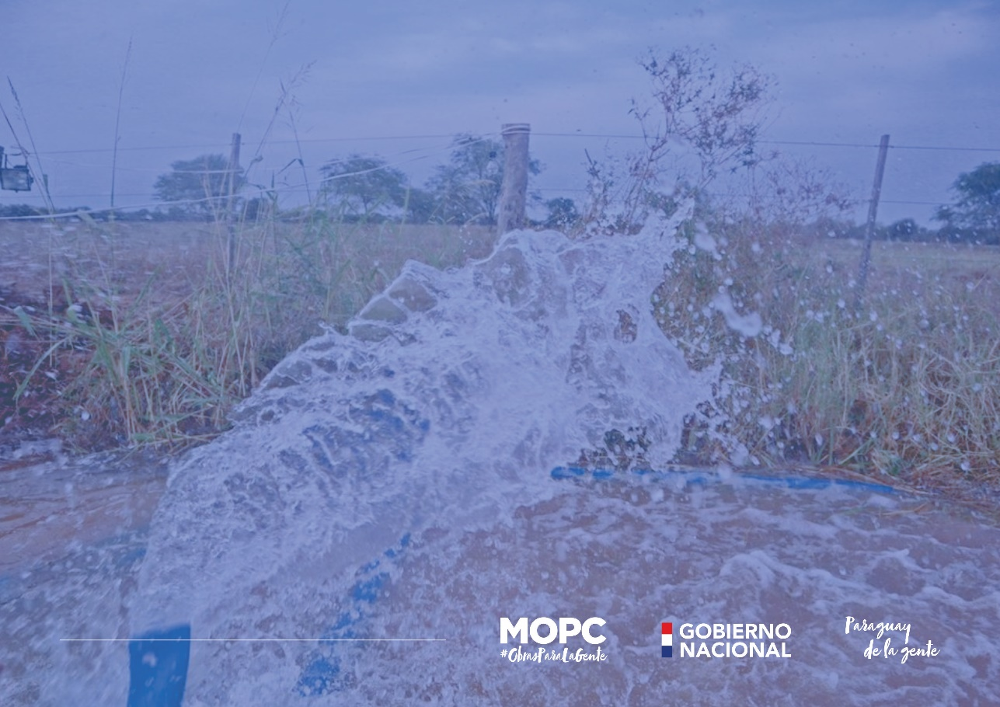 MOPC
#ObrasParaLaGente
GOBIERNO
NACIONAL
Paraguay
de la gente